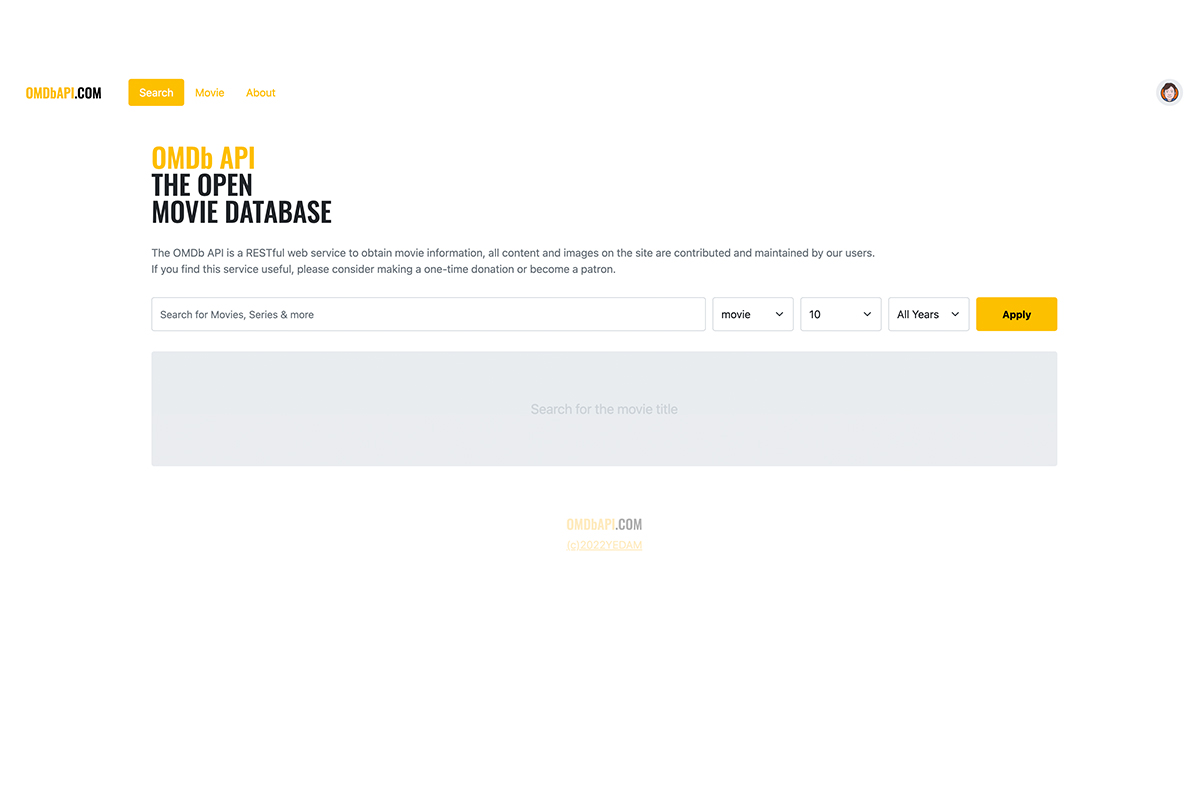 OMDbAPI.COM
Search
Movie
About
OMDb API
THE OPEN
MOVIE DATABASE
The OMDb API is a RESTful web service to obtain movie information, all content and images on the site are contributed and maintained by our users.
If you find this service useful, please consider making a one-time donation or become a patron.
Search for Movies, Series & more
movie
10
All Years
Apply
Search for the movie title
OMDbAPI.COM
(c)2022YEDAM